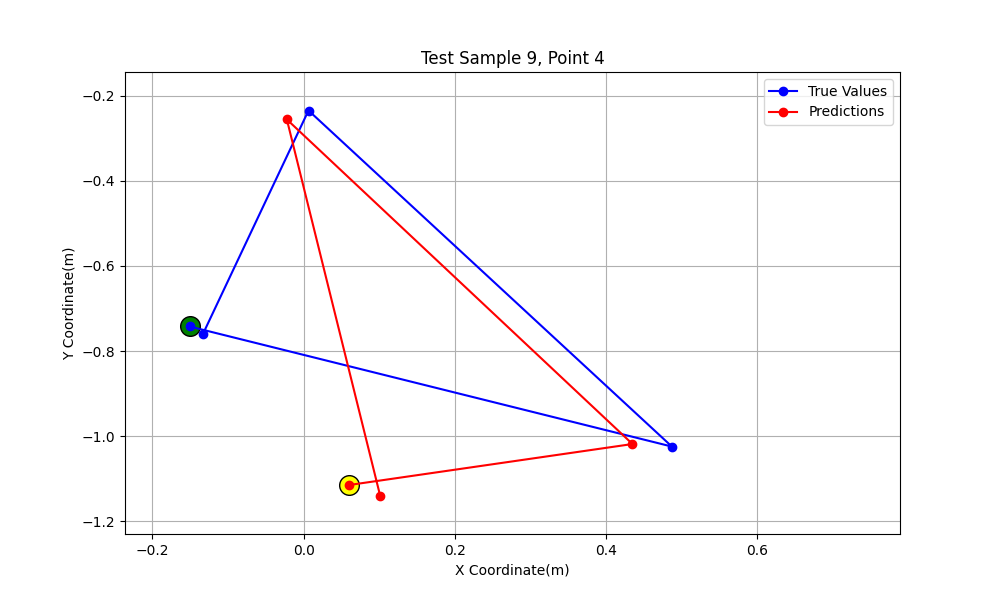 Test Sample 9, Point 4
True Values
Predictions
−0.2
−0.4
−0.6
−0.8
−1.0
−1.2
Y Coordinate(m)
−0.2
0.0
0.2
0.4
0.6
X Coordinate(m)